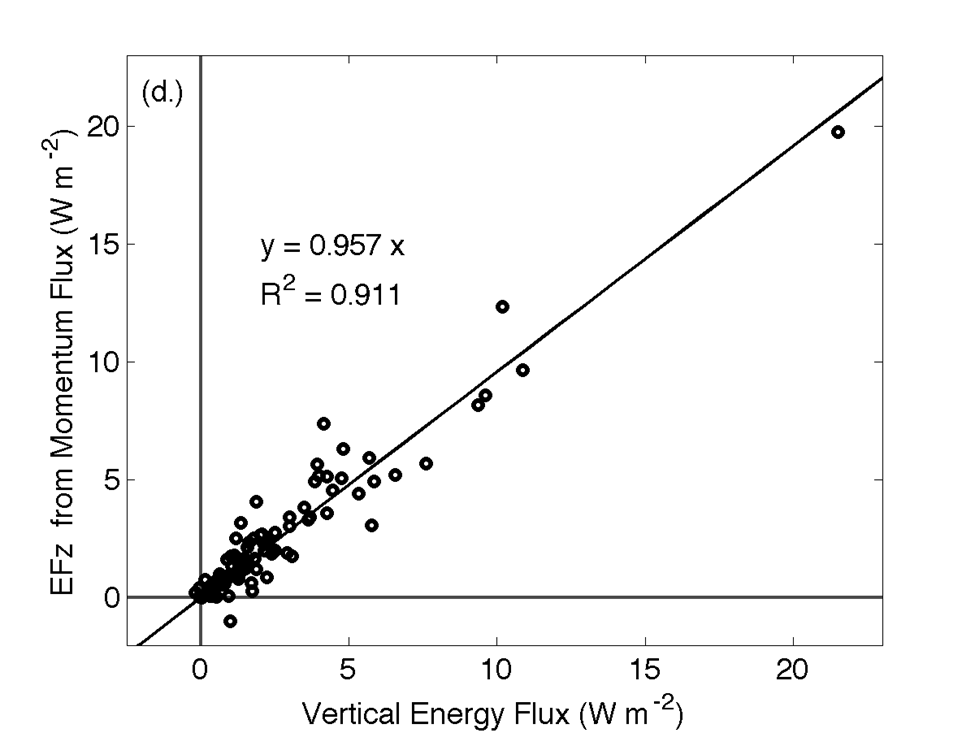 (d.)
y = 0.957 x
R² = 0.911
EFz from Momentum Flux (W m⁻²)
20
15
10
5
0
0 5 10 15 20
Vertical Energy Flux (W m⁻²)